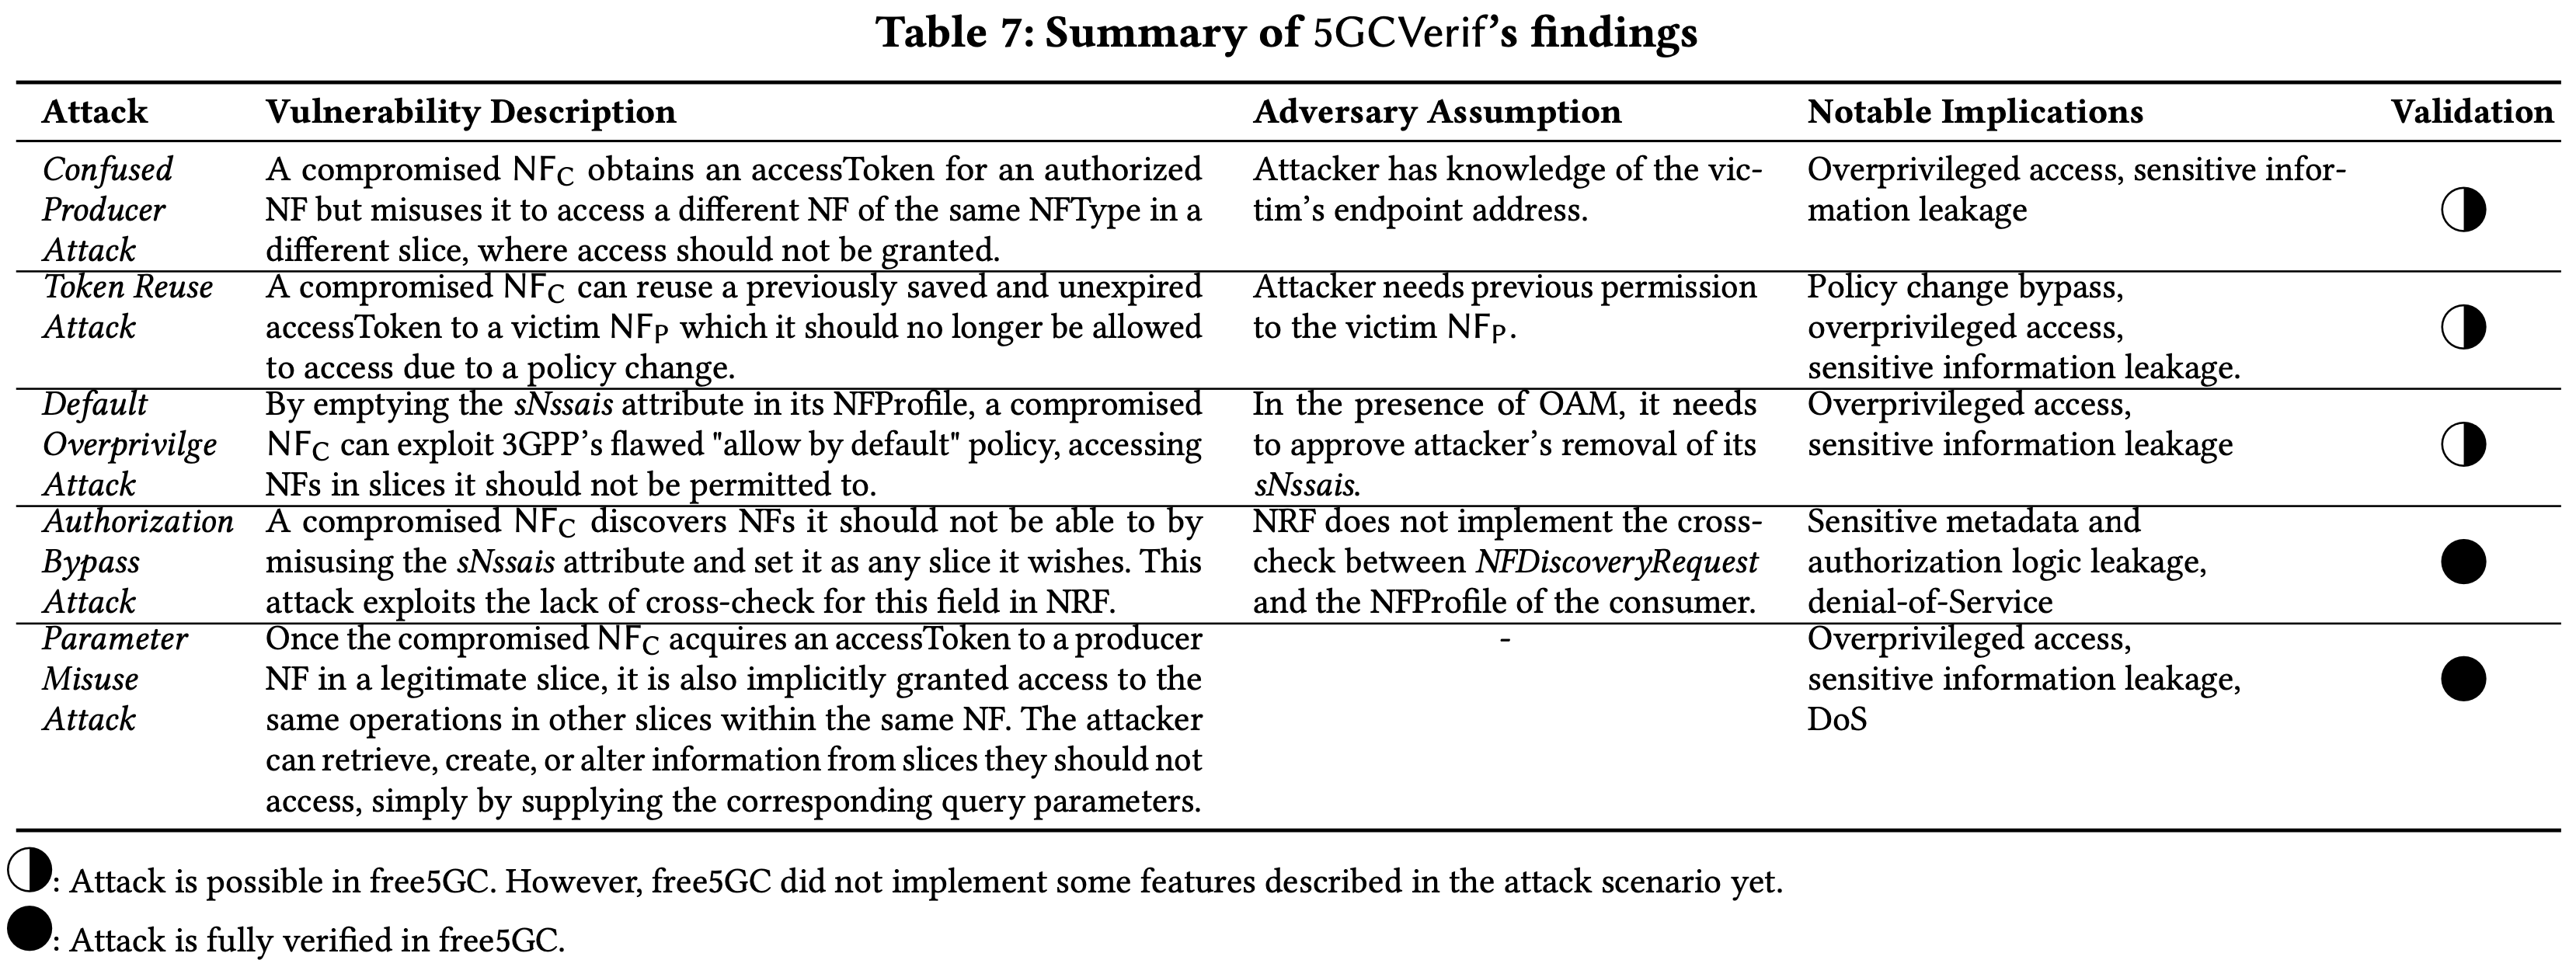 Table 7: Summary of 5GCVerif's findings
Attack Vulnerability Description Adversary Assumption Notable Implications Validation
Confused
Producer
Attack
A compromised NFC obtains an accessToken for an authorized
NF but misuses it to access a different NF of the same NFType in a
different slice, where access should not be granted.
Attacker has knowledge of the vic-
tim's endpoint address.
Overprivileged access, sensitive infor-
mation leakage
Token Reuse
Attack
A compromised NFC can reuse a previously saved and unexpired
accessToken to a victim NFP which it should no longer be allowed
to access due to a policy change.
Attacker needs previous permission
to the victim NFP.
Policy change bypass,
overprivileged access,
sensitive information leakage.
Default
Overprivilge
Attack
By emptying the sNssais attribute in its NFProfile, a compromised
NFC can exploit 3GPP's flawed "allow by default" policy, accessing
NFs in slices it should not be permitted to.
In the presence of OAM, it needs
to approve attacker's removal of its
sNssais.
Overprivileged access,
sensitive information leakage
Authorization
Bypass
Attack
A compromised NFC discovers NFs it should not be able to by
misusing the sNssais attribute and set it as any slice it wishes. This
attack exploits the lack of cross-check for this field in NRF.
NRF does not implement the cross-
check between NFDiscoveryRequest
and the NFProfile of the consumer.
Sensitive metadata and
authorization logic leakage,
denial-of-Service
Parameter
Misuse
Attack
Once the compromised NFC acquires an accessToken to a producer
NF in a legitimate slice, it is also implicitly granted access to the
same operations in other slices within the same NF. The attacker
can retrieve, create, or alter information from slices they should not
access, simply by supplying the corresponding query parameters.
-
Overprivileged access,
sensitive information leakage,
DoS
: Attack is possible in free5GC. However, free5GC did not implement some features described in the attack scenario yet.
: Attack is fully verified in free5GC.